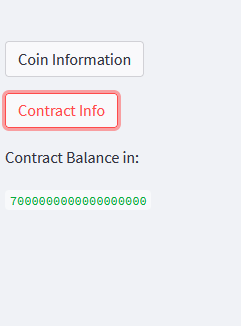 Coin Information
Contract Info
Contract Balance in:
7000000000000000000